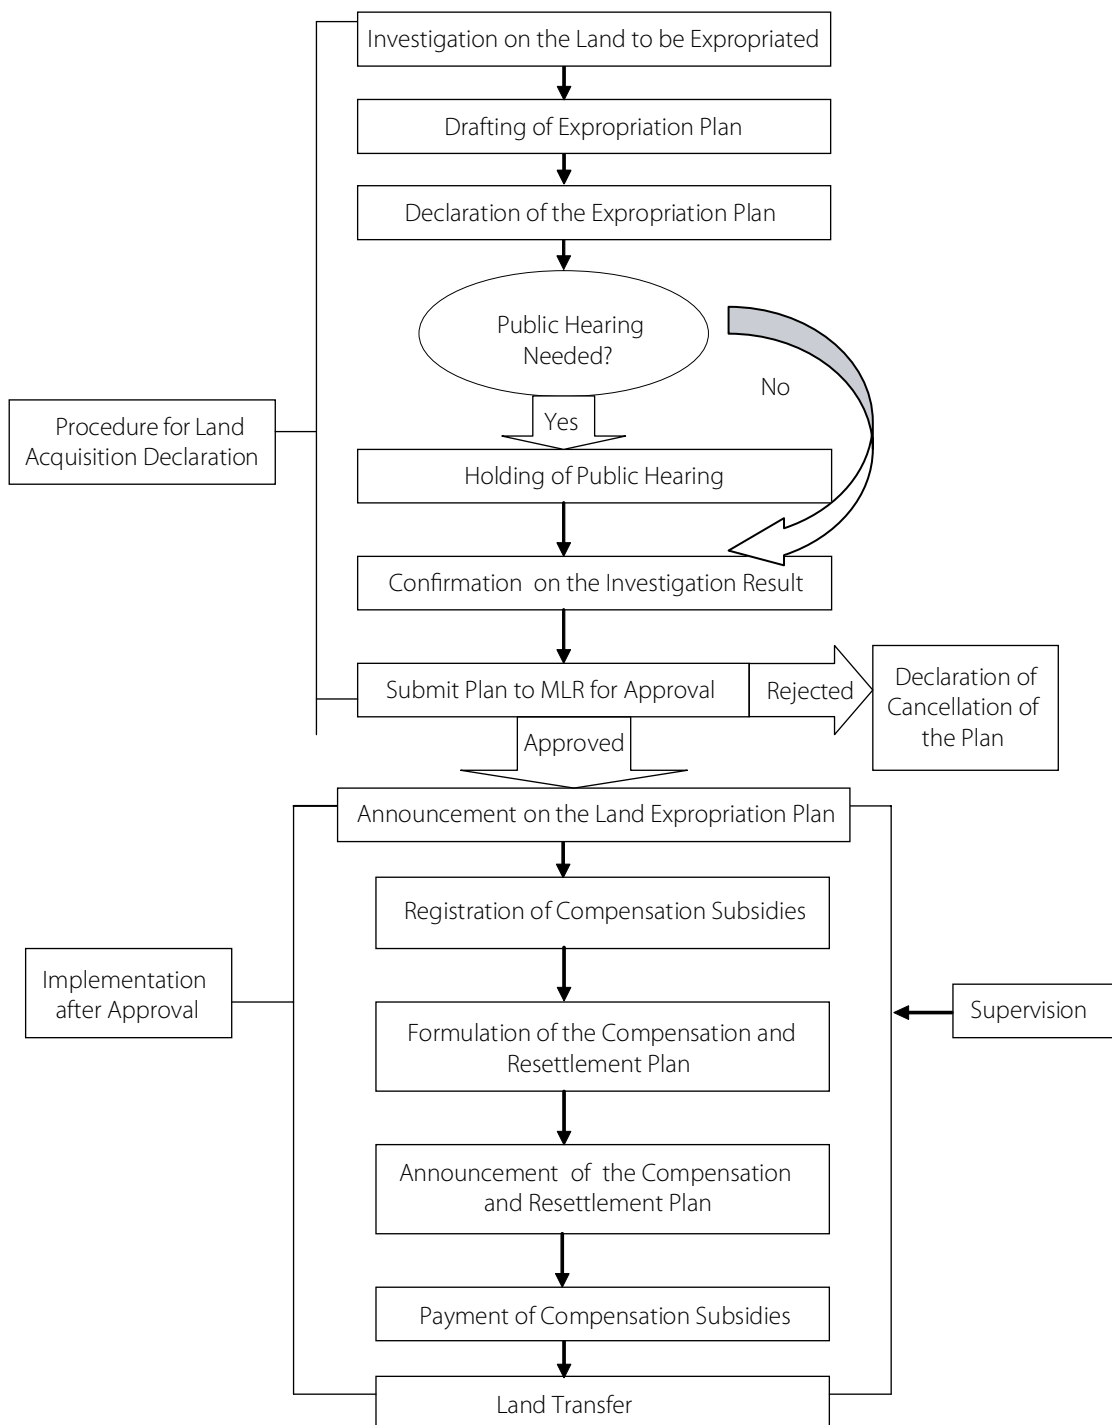 Investigation on the Land to be Expropriated
Drafting of Expropriation Plan
Declaration of the Expropriation Plan
Public Hearing
Needed?
No
Yes
Procedure for Land
Acquisition Declaration
Holding of Public Hearing
Confirmation on the Investigation Result
Submit Plan to MLR for Approval
Rejected
Declaration of
Cancellation of
the Plan
Approved
Announcement on the Land Expropriation Plan
Registration of Compensation Subsidies
Implementation
after Approval
Supervision
Formulation of the Compensation and
Resettlement Plan
Announcement of the Compensation
and Resettlement Plan
Payment of Compensation Subsidies
Land Transfer